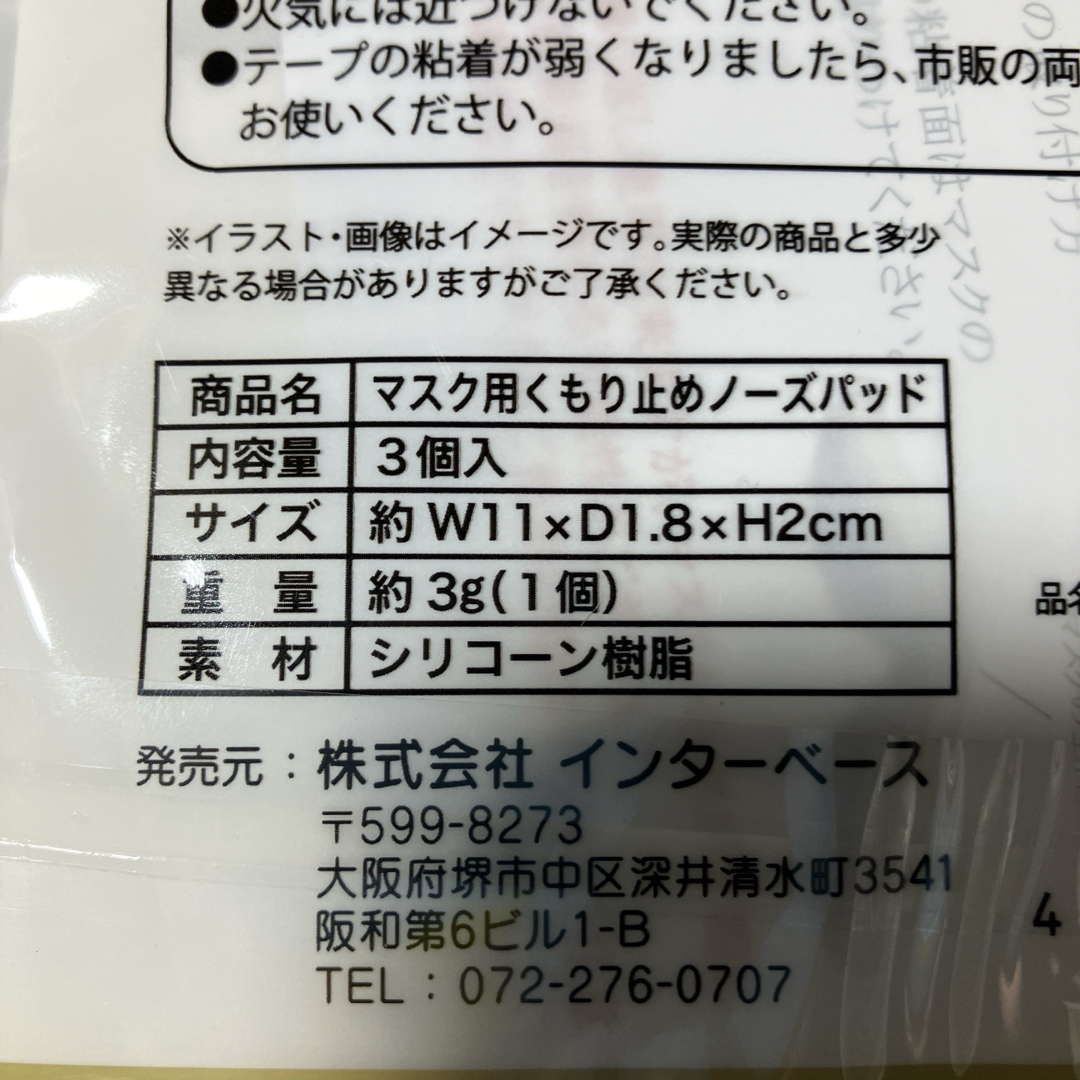 ●火気には近づけないでください。
●テープの粘着が弱くなりましたら、市販の両
お使いください。
※イラスト・画像はイメージです。実際の商品と多少
異なる場合がありますがご了承ください。
商品名 マスク用くもり止めノーズパッド
内容量 3個入
サイズ 約W11×D1.8×H2cm
重 量 約3g(1個)
素 材 シリコーン樹脂
発売元：株式会社 インターベース
〒599-8273
大阪府堺市中区深井清水町3541
阪和第6ビル1-B
TEL：072-276-0707
品名
4